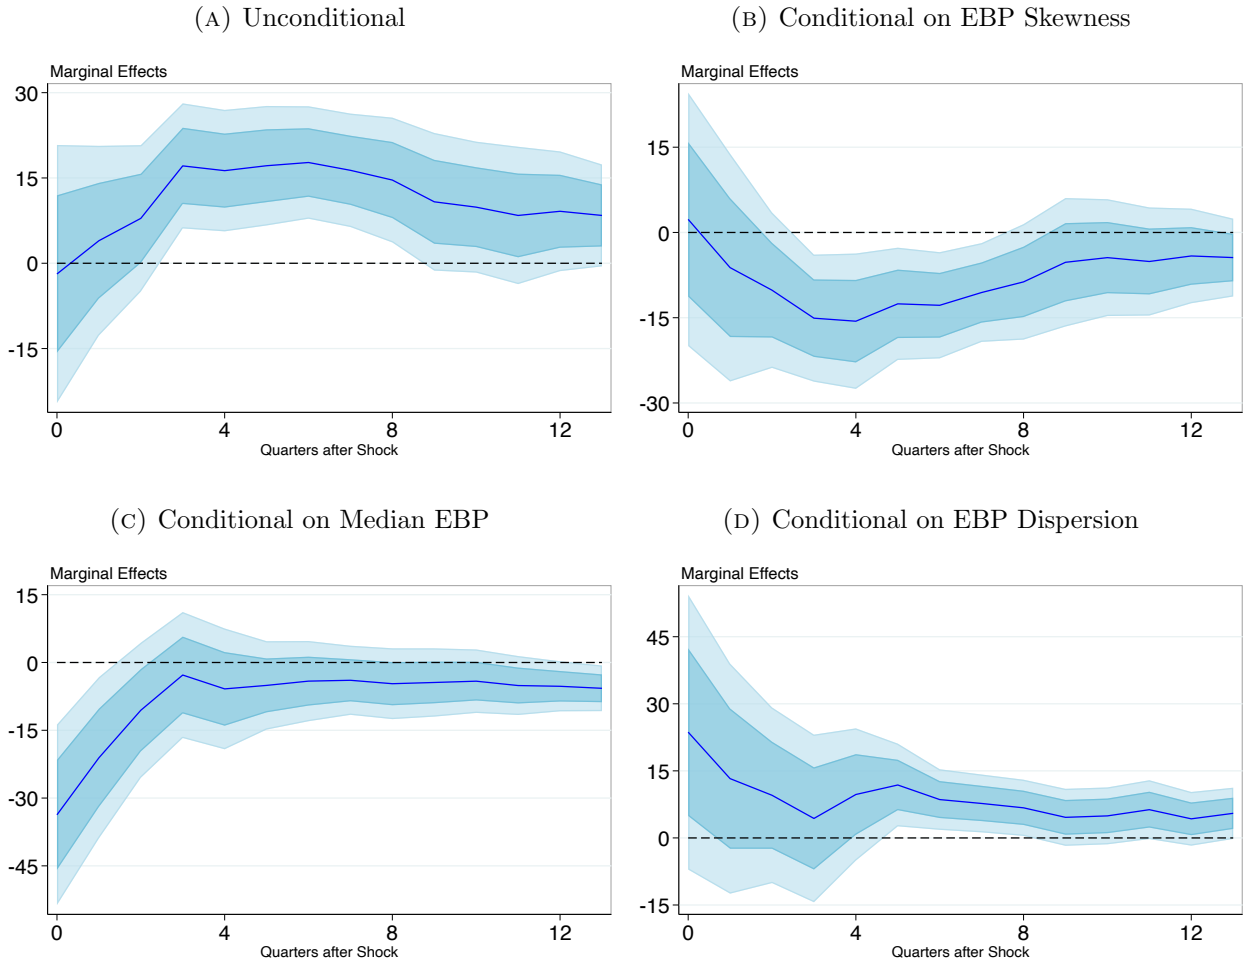 (A) Unconditional
Marginal Effects
30
15
0
-15
0 4 8 12
Quarters after Shock
(B) Conditional on EBP Skewness
Marginal Effects
15
0
-15
-30
0 4 8 12
Quarters after Shock
(C) Conditional on Median EBP
Marginal Effects
15
0
-15
-30
-45
0 4 8 12
Quarters after Shock
(D) Conditional on EBP Dispersion
Marginal Effects
45
30
15
0
-15
0 4 8 12
Quarters after Shock